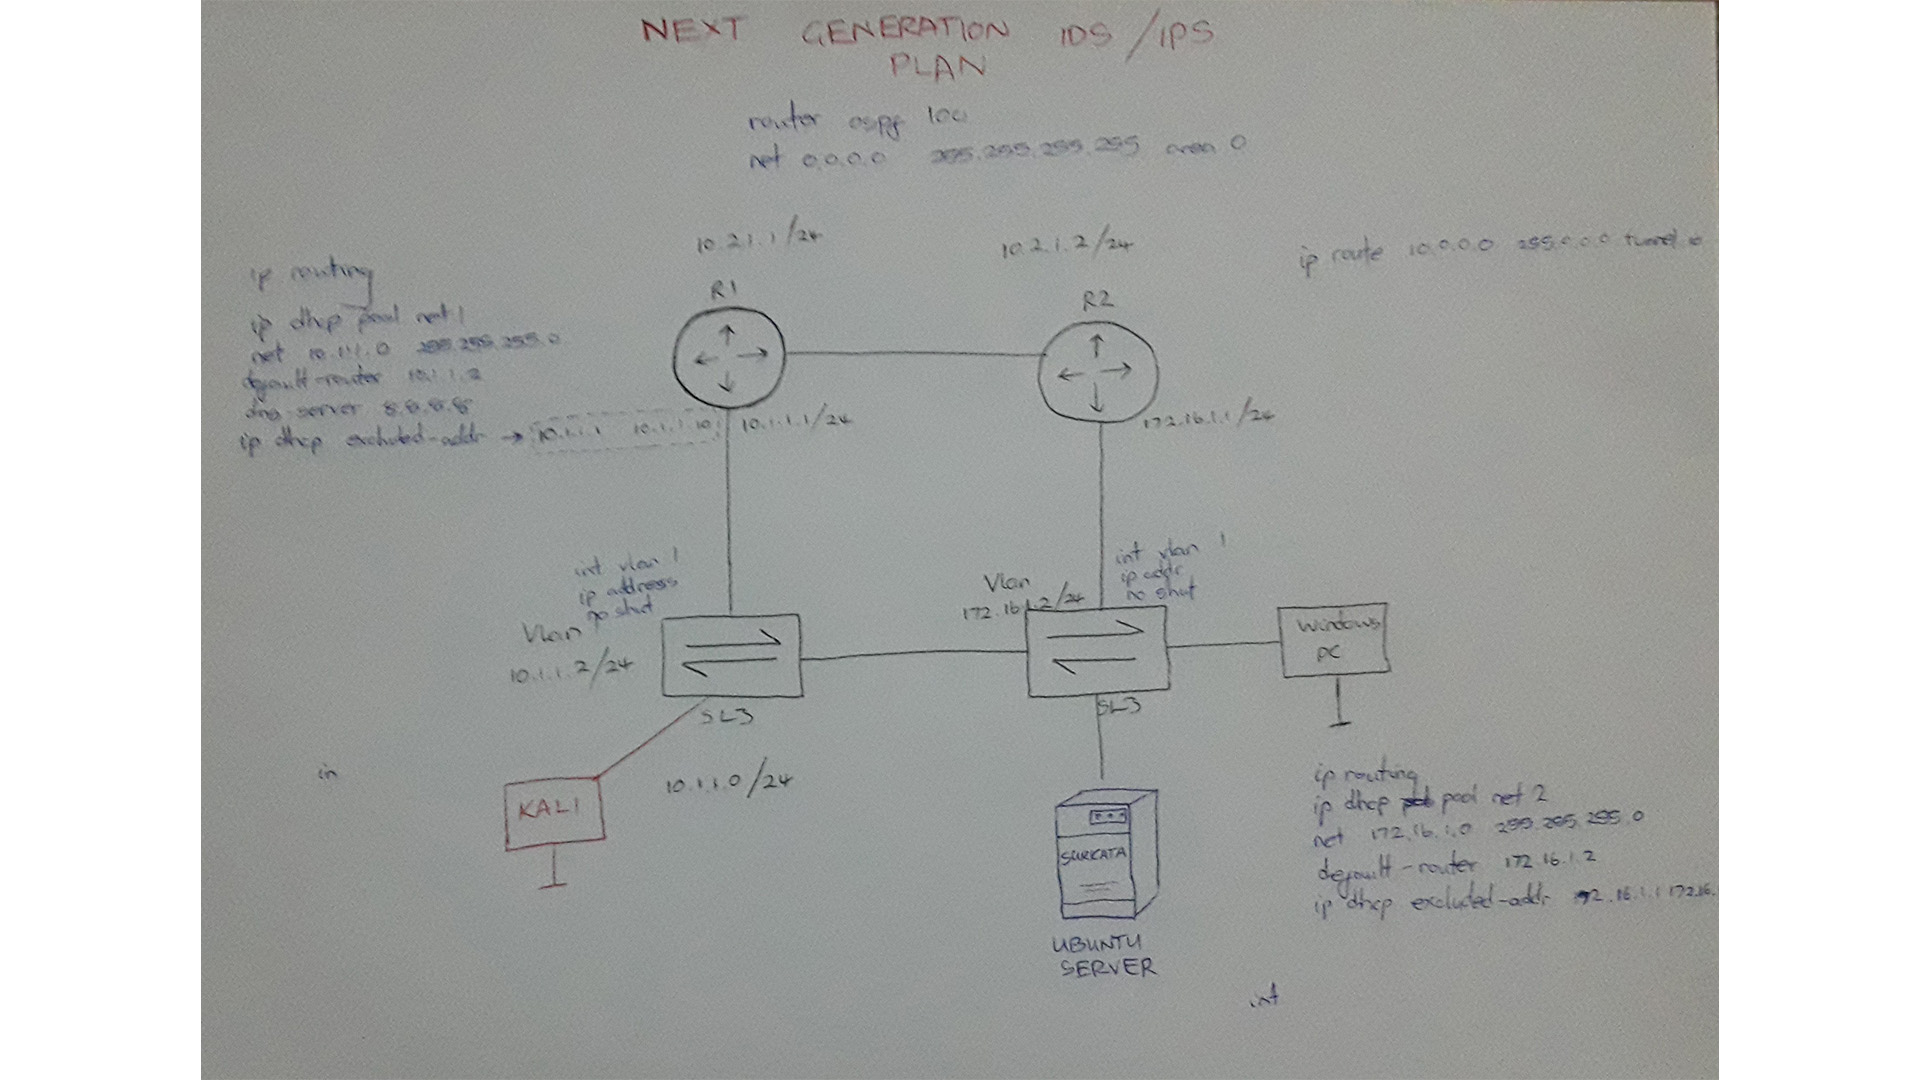 NEXT GENERATION IDS/IPS
PLAN
router ospf 100
net 0.0.0.0 255.255.255.255 area 0
10.2.1.1/24
10.2.1.2/24
ip route 10.0.0.0 255.0.0.0 tunnel 10
R1
R2
ip routing
ip dhcp pool net 1
net 10.1.1.0 255.255.255.0
default-router 10.1.1.2
dns-server 8.8.8.8
ip dhcp excluded-addr → 10.1.1.1 10.1.1.10
10.1.1.1/24
172.16.1.1/24
int vlan 1
ip address
no shut
Vlan
10.1.1.2/24
int vlan 1
ip addr
no shut
Vlan
172.16.1.2/24
Windows
PC
SL3
SL3
in
KALI
10.1.1.0/24
SURICATA
UBUNTU
SERVER
ip routing
ip dhcp pool net 2
net 172.16.1.0 255.255.255.0
default-router 172.16.1.2
ip dhcp excluded-addr 172.16.1.1 172.16.
int